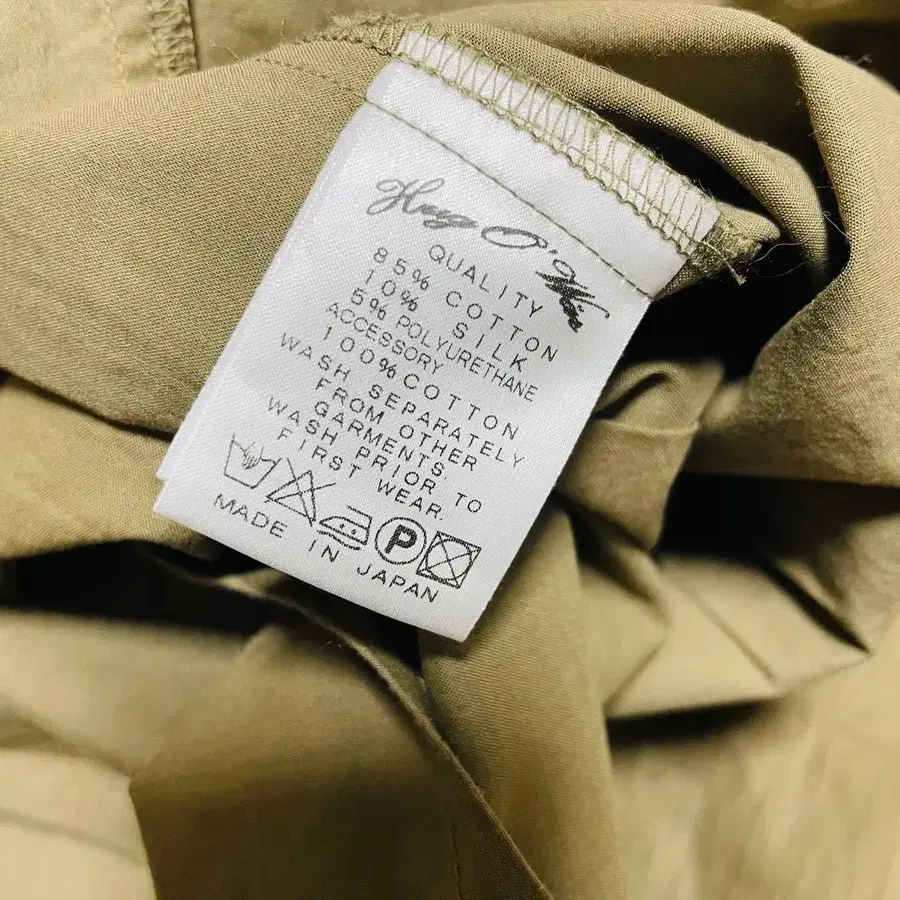 Hug O'
QUALITY
85% COTTON
10% SILK
5% POLYURETHANE
ACCESSORY
100%COTTON
WASH SEPARATELY
FROM OTHER
GARMENTS.
WASH PRIOR TO
FIRST WEAR.
P
MADE IN JAPAN